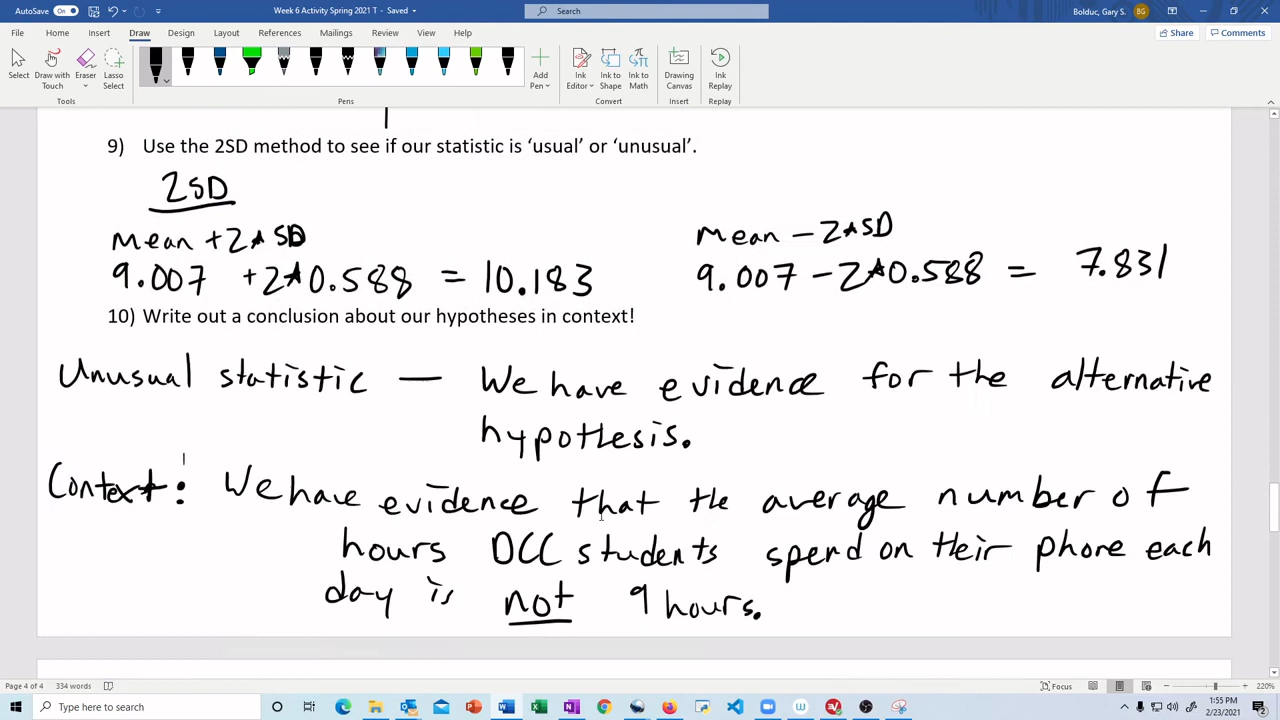 AutoSave On
Week 6 Activity Spring 2021 T - Saved
Search
Bolduc, Gary S. BG
File Home Insert Draw Design Layout References Mailings Review View Help
Share Comments
Select Draw with Touch Eraser Lasso Select Add Pen Ink Editor Ink to Shape Ink to Math Drawing Canvas Ink Replay
Tools Pens Convert Insert Replay
9) Use the 2SD method to see if our statistic is ‘usual’ or ‘unusual’.
2SD
Mean + 2*SD
9.007 + 2*0.588 = 10.183
Mean - 2*SD
9.007 - 2*0.588 = 7.831
10) Write out a conclusion about our hypotheses in context!
Unusual statistic — We have evidence for the alternative
hypothesis.
Context: We have evidence that the average number of
hours DCC students spend on their phone each
day is not 9 hours.
Page 4 of 4 334 words
Focus
220%
Type here to search
1:55 PM
2/23/2021